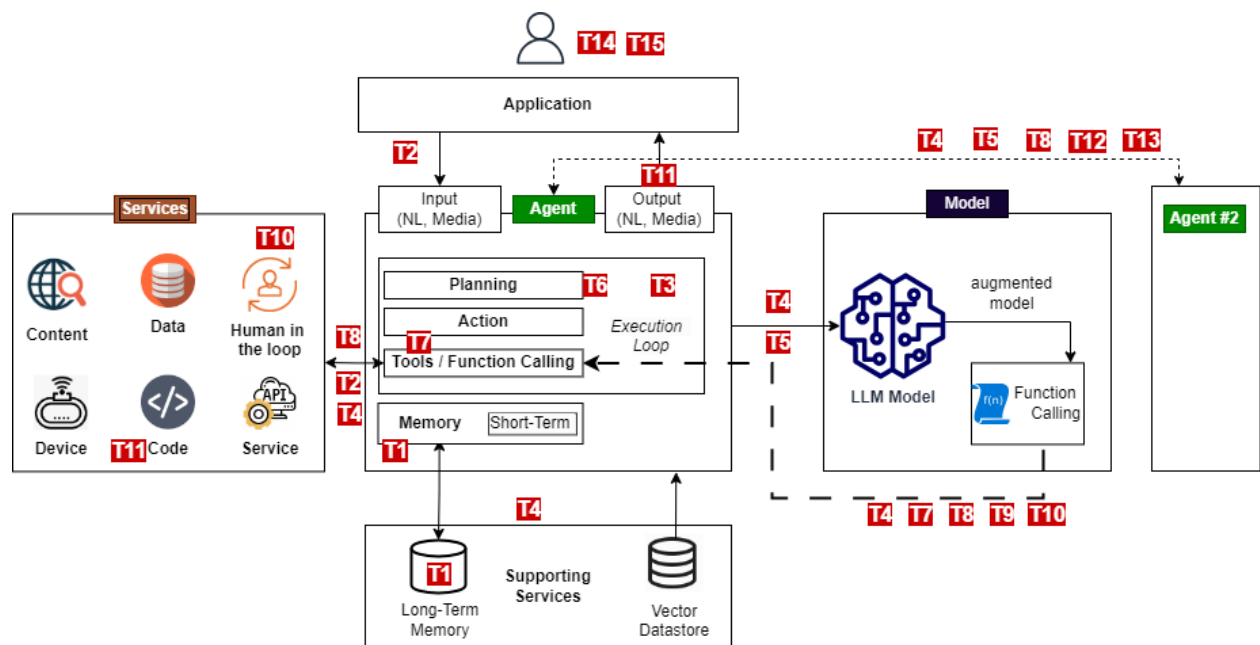 T14 T15
Application
T2
T4 T5 T8 T12 T13
T11
Services
Input
(NL, Media)
Agent
Output
(NL, Media)
Model
Agent #2
T10
Content
Data
Human in
the loop
Device
T11
Code
API
Service
T8
T2
T4
Planning
T6
T3
Action
Execution
Loop
T7
Tools / Function Calling
Memory
Short-Term
T1
T4
T5
LLM Model
augmented
model
f(n)
Function
Calling
T4 T7 T8 T9 T10
T4
T1
Long-Term
Memory
Supporting
Services
Vector
Datastore